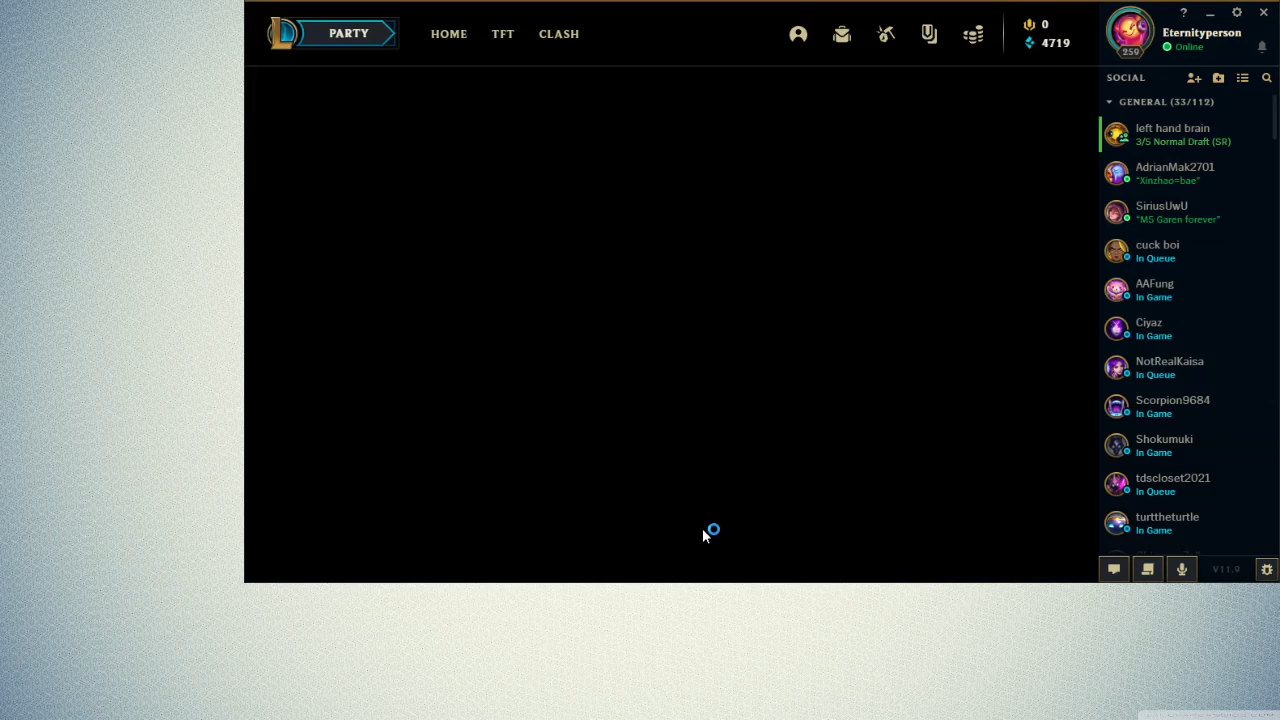 PARTY
HOME
TFT
CLASH
0
4719
?
259
Eternityperson
Online
SOCIAL
GENERAL (33/112)
left hand brain
3/5 Normal Draft (SR)
AdrianMak2701
"Xinzhao=bae"
SiriusUwU
"M5 Garen forever"
cuck boi
In Queue
AAFung
In Game
Ciyaz
In Game
NotRealKaisa
In Queue
Scorpion9684
In Game
Shokumuki
In Game
tdscloset2021
In Queue
turttheturtle
In Game
V11.9